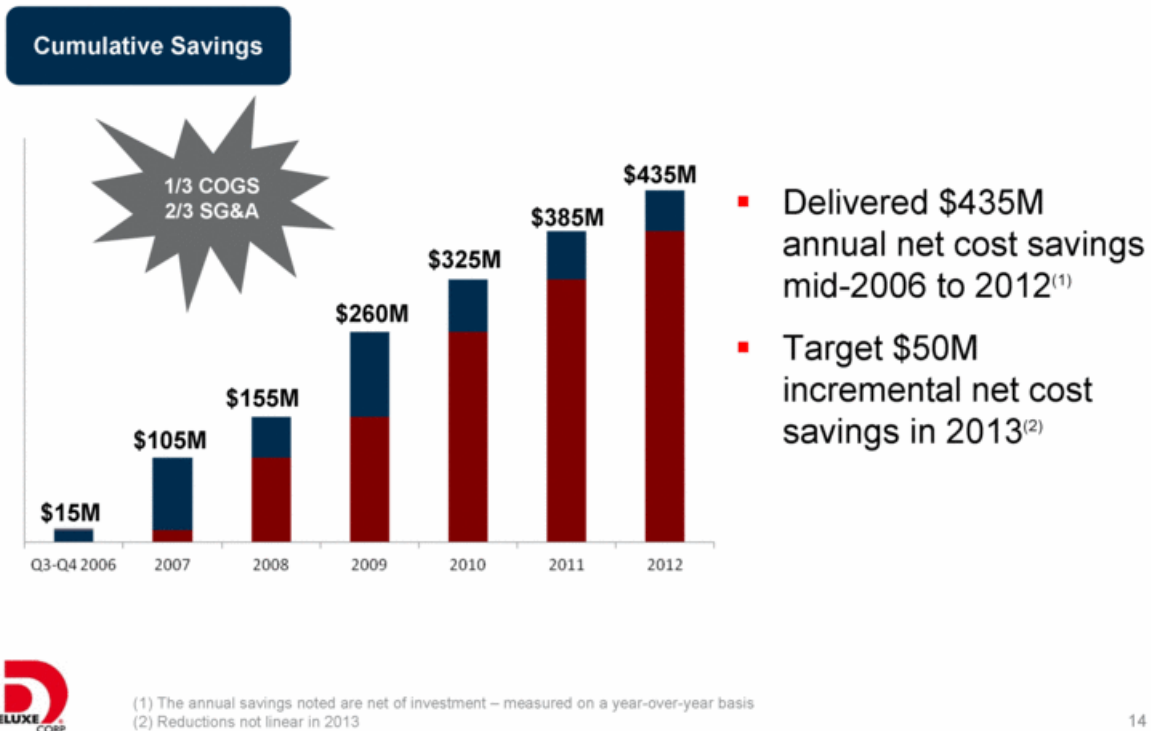 Cumulative Savings
1/3 COGS
2/3 SG&A
$15M
$105M
$155M
$260M
$325M
$385M
$435M
Q3-Q4 2006 2007 2008 2009 2010 2011 2012
▪ Delivered $435M
annual net cost savings
mid-2006 to 2012(1)
▪ Target $50M
incremental net cost
savings in 2013(2)
ELUXE
CORP
(1) The annual savings noted are net of investment – measured on a year-over-year basis
(2) Reductions not linear in 2013
14